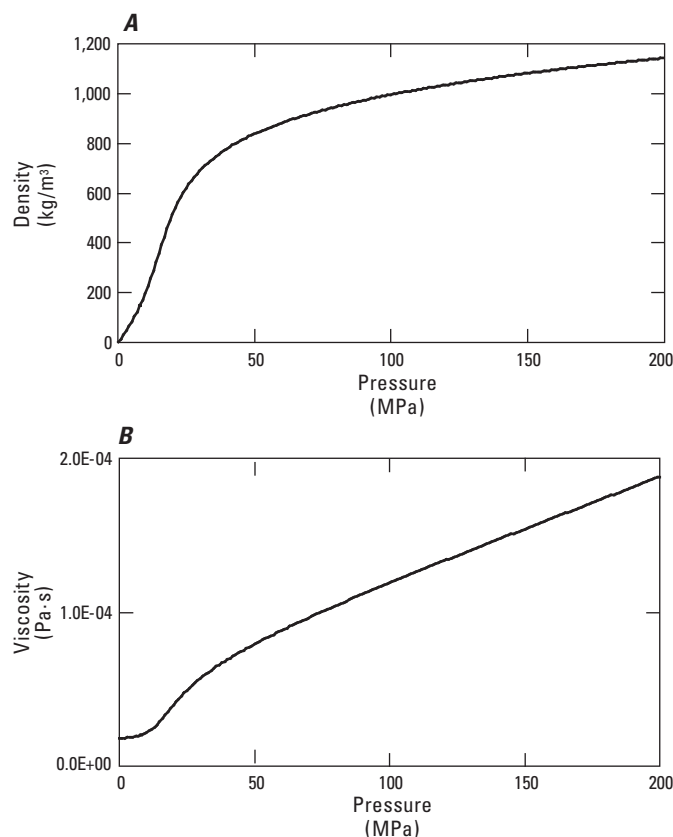 A
1,200
1,000
800
600
400
200
0
Density
(kg/m³)
0 50 100 150 200
Pressure
(MPa)
B
2.0E-04
1.0E-04
0.0E+00
Viscosity
(Pa·s)
0 50 100 150 200
Pressure
(MPa)